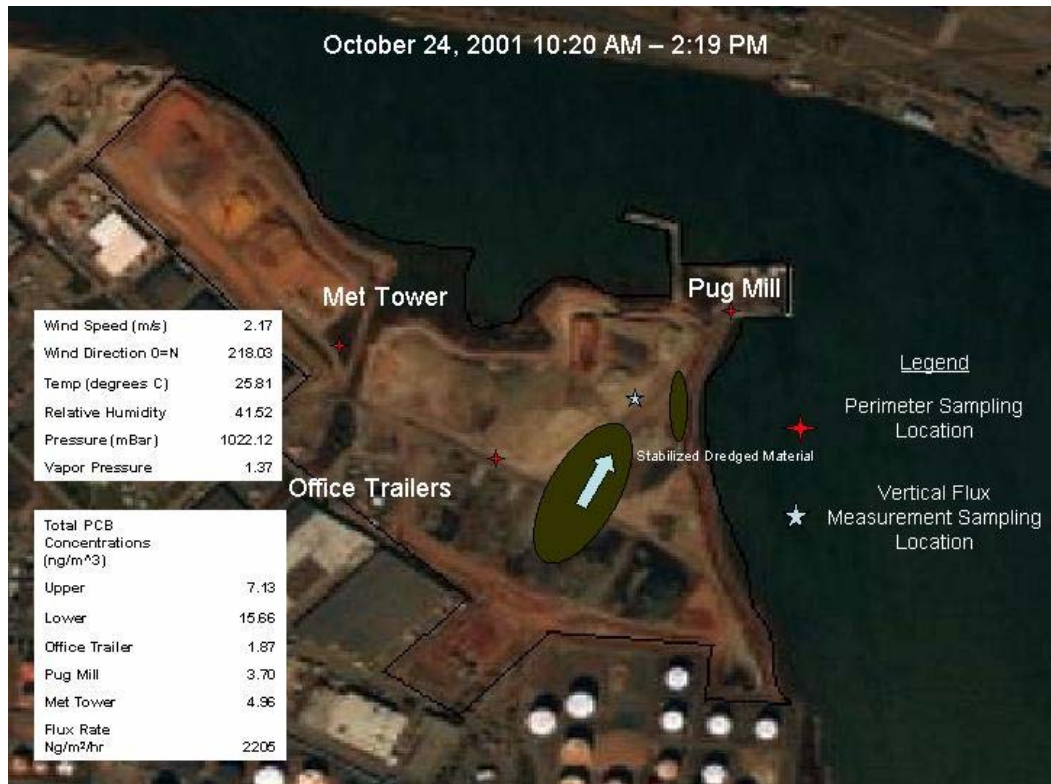 October 24, 2001 10:20 AM – 2:19 PM
Pug Mill
Met Tower
Wind Speed (m/s) 2.17
Wind Direction 0=N 218.03
Temp (degrees C) 25.81
Relative Humidity 41.52
Pressure (mBar) 1022.12
Vapor Pressure 1.37
Legend
Perimeter Sampling
Location
Stabilized Dredged Material
Office Trailers
Vertical Flux
Measurement Sampling
Location
Total PCB
Concentrations
(ng/m^3)
Upper 7.13
Lower 15.66
Office Trailer 1.87
Pug Mill 3.70
Met Tower 4.96
Flux Rate
Ng/m²/hr 2205